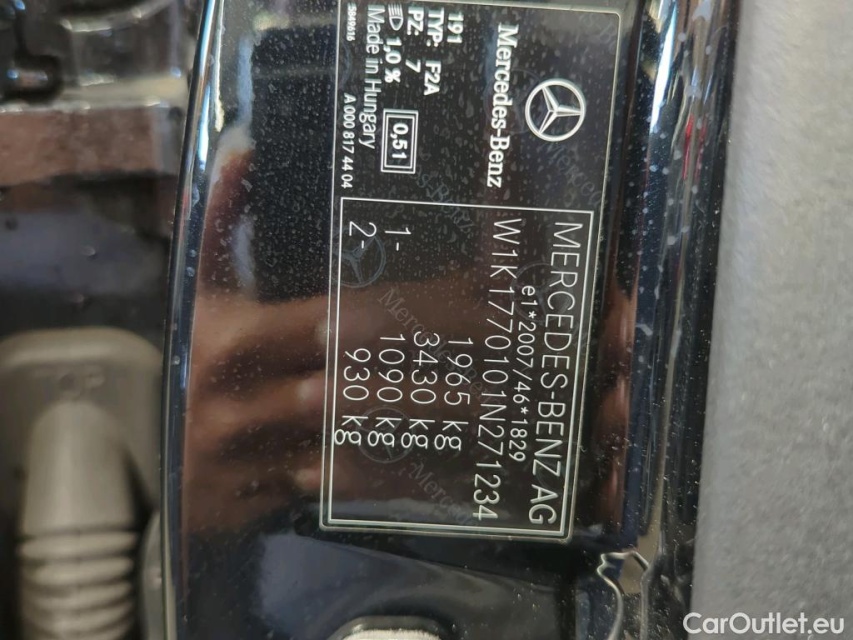 Mercedes-Benz
191
TYP: F2A
PZ: 7
1,0 %
0,51
Made in Hungary
A 000 817 44 04
MERCEDES-BENZ AG
e1*2007/46*1829
W1K1770101N271234
1965 kg
3430 kg
1- 1090 kg
2- 930 kg
CarOutlet.eu